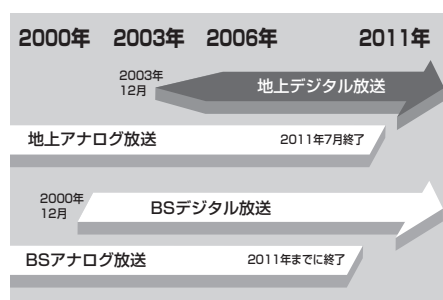 2000年 2003年 2006年 2011年
2003年
12月
地上デジタル放送
地上アナログ放送 2011年7月終了
2000年
12月
BSデジタル放送
BSアナログ放送 2011年までに終了